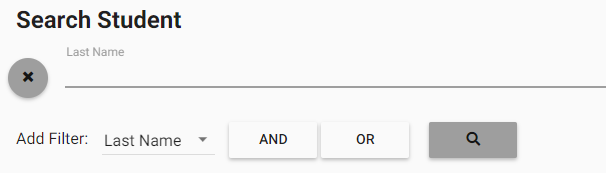 Search Student
Last Name
Add Filter: Last Name AND OR